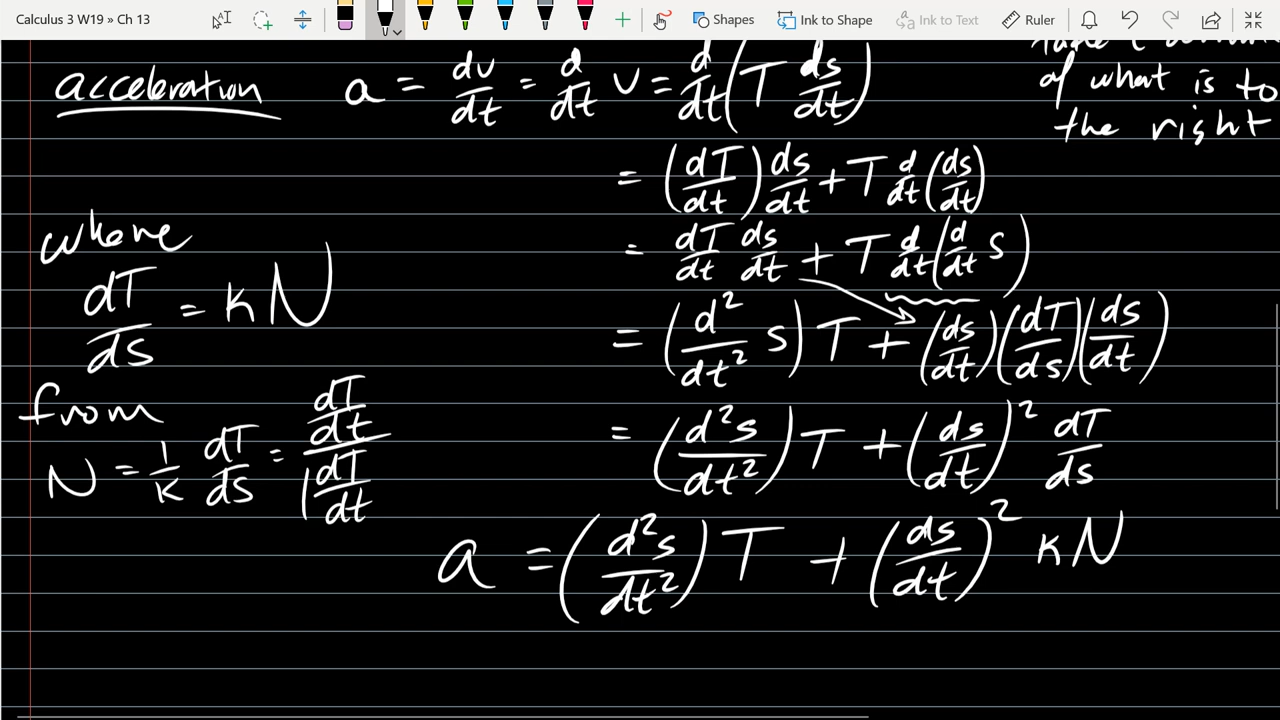 Calculus 3 W19 » Ch 13
Shapes Ink to Shape Ink to Text Ruler
acceleration a = dv/dt = d/dt v = d/dt (T ds/dt)
of what is to
the right
= (dT/dt) ds/dt + T d/dt (ds/dt)
where
= dT/dt ds/dt + T d/dt (d/dt s)
dT/ds = κN
= (d²/dt² s) T + (ds/dt)(dT/ds)(ds/dt)
from
N = 1/κ dT/ds = dT/dt / |dT/dt
= (d²s/dt²) T + (ds/dt)² dT/ds
a = (d²s/dt²) T + (ds/dt)² κN